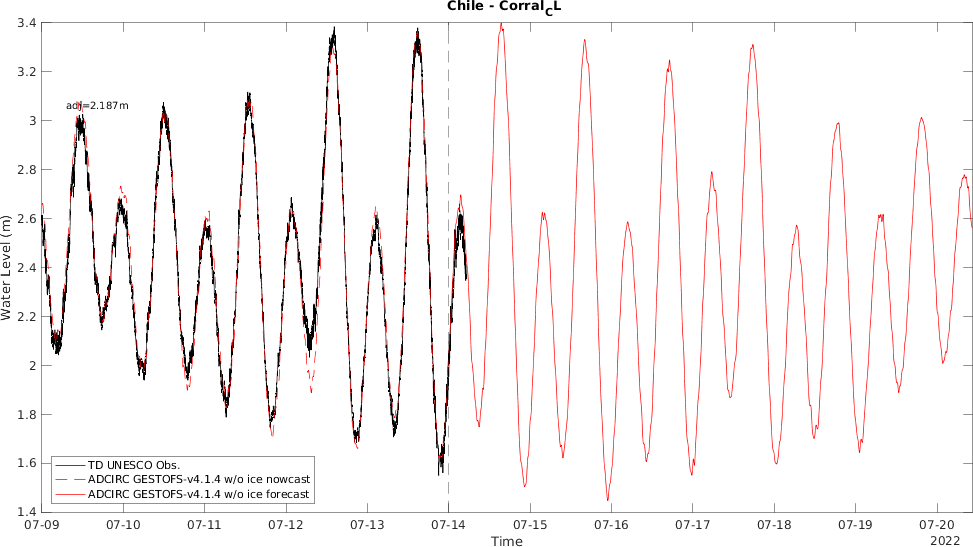 Chile - Corral_CL
3.4
3.2
3
2.8
2.6
2.4
2.2
2
1.8
1.6
1.4
Water Level (m)
adj=2.187m
TD UNESCO Obs.
ADCIRC GESTOFS-v4.1.4 w/o ice nowcast
ADCIRC GESTOFS-v4.1.4 w/o ice forecast
07-09 07-10 07-11 07-12 07-13 07-14 07-15 07-16 07-17 07-18 07-19 07-20
Time
2022